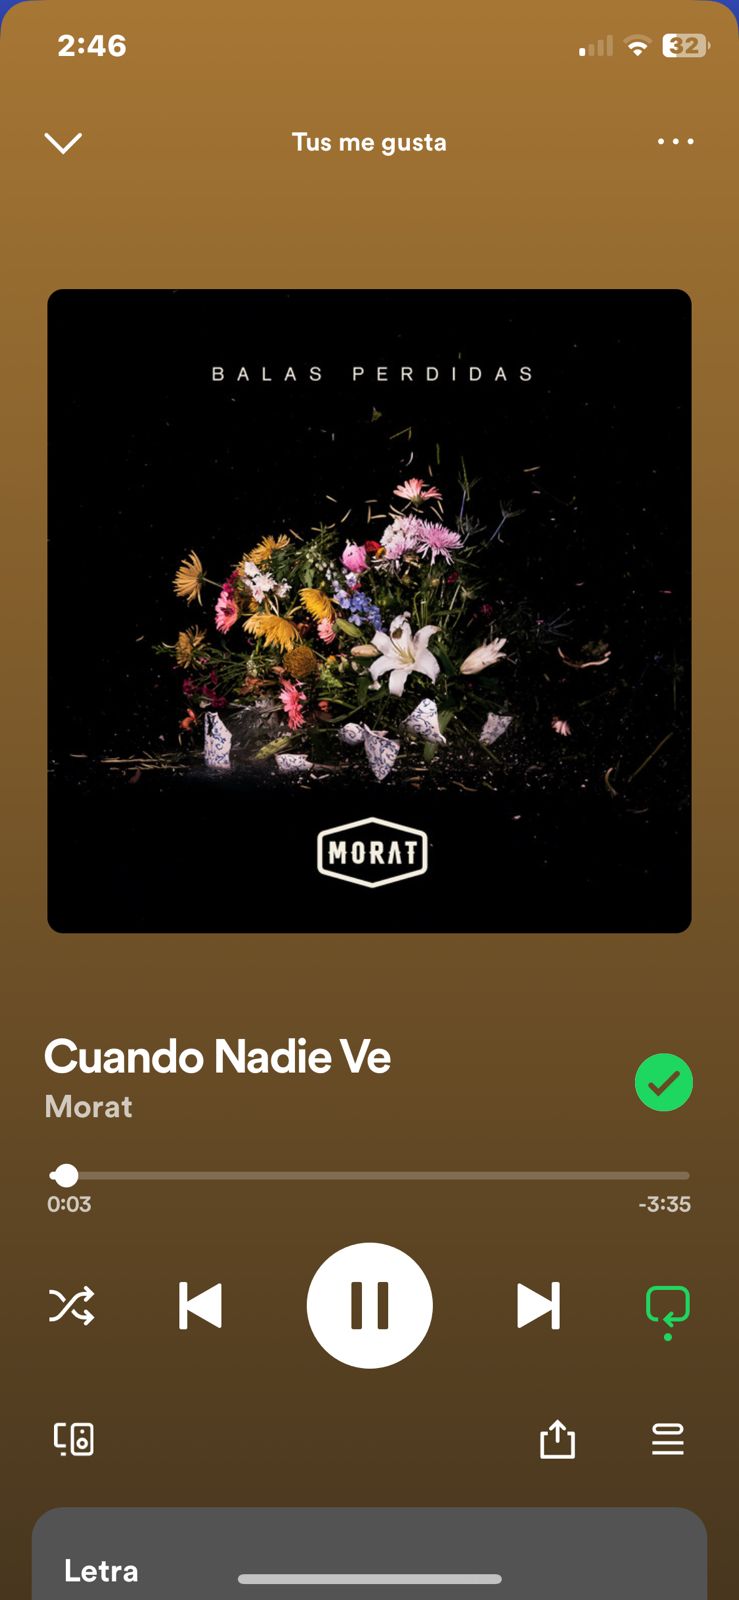 2:46
32
Tus me gusta
BALAS PERDIDAS
MORAT
Cuando Nadie Ve
Morat
0:03
-3:35
Letra